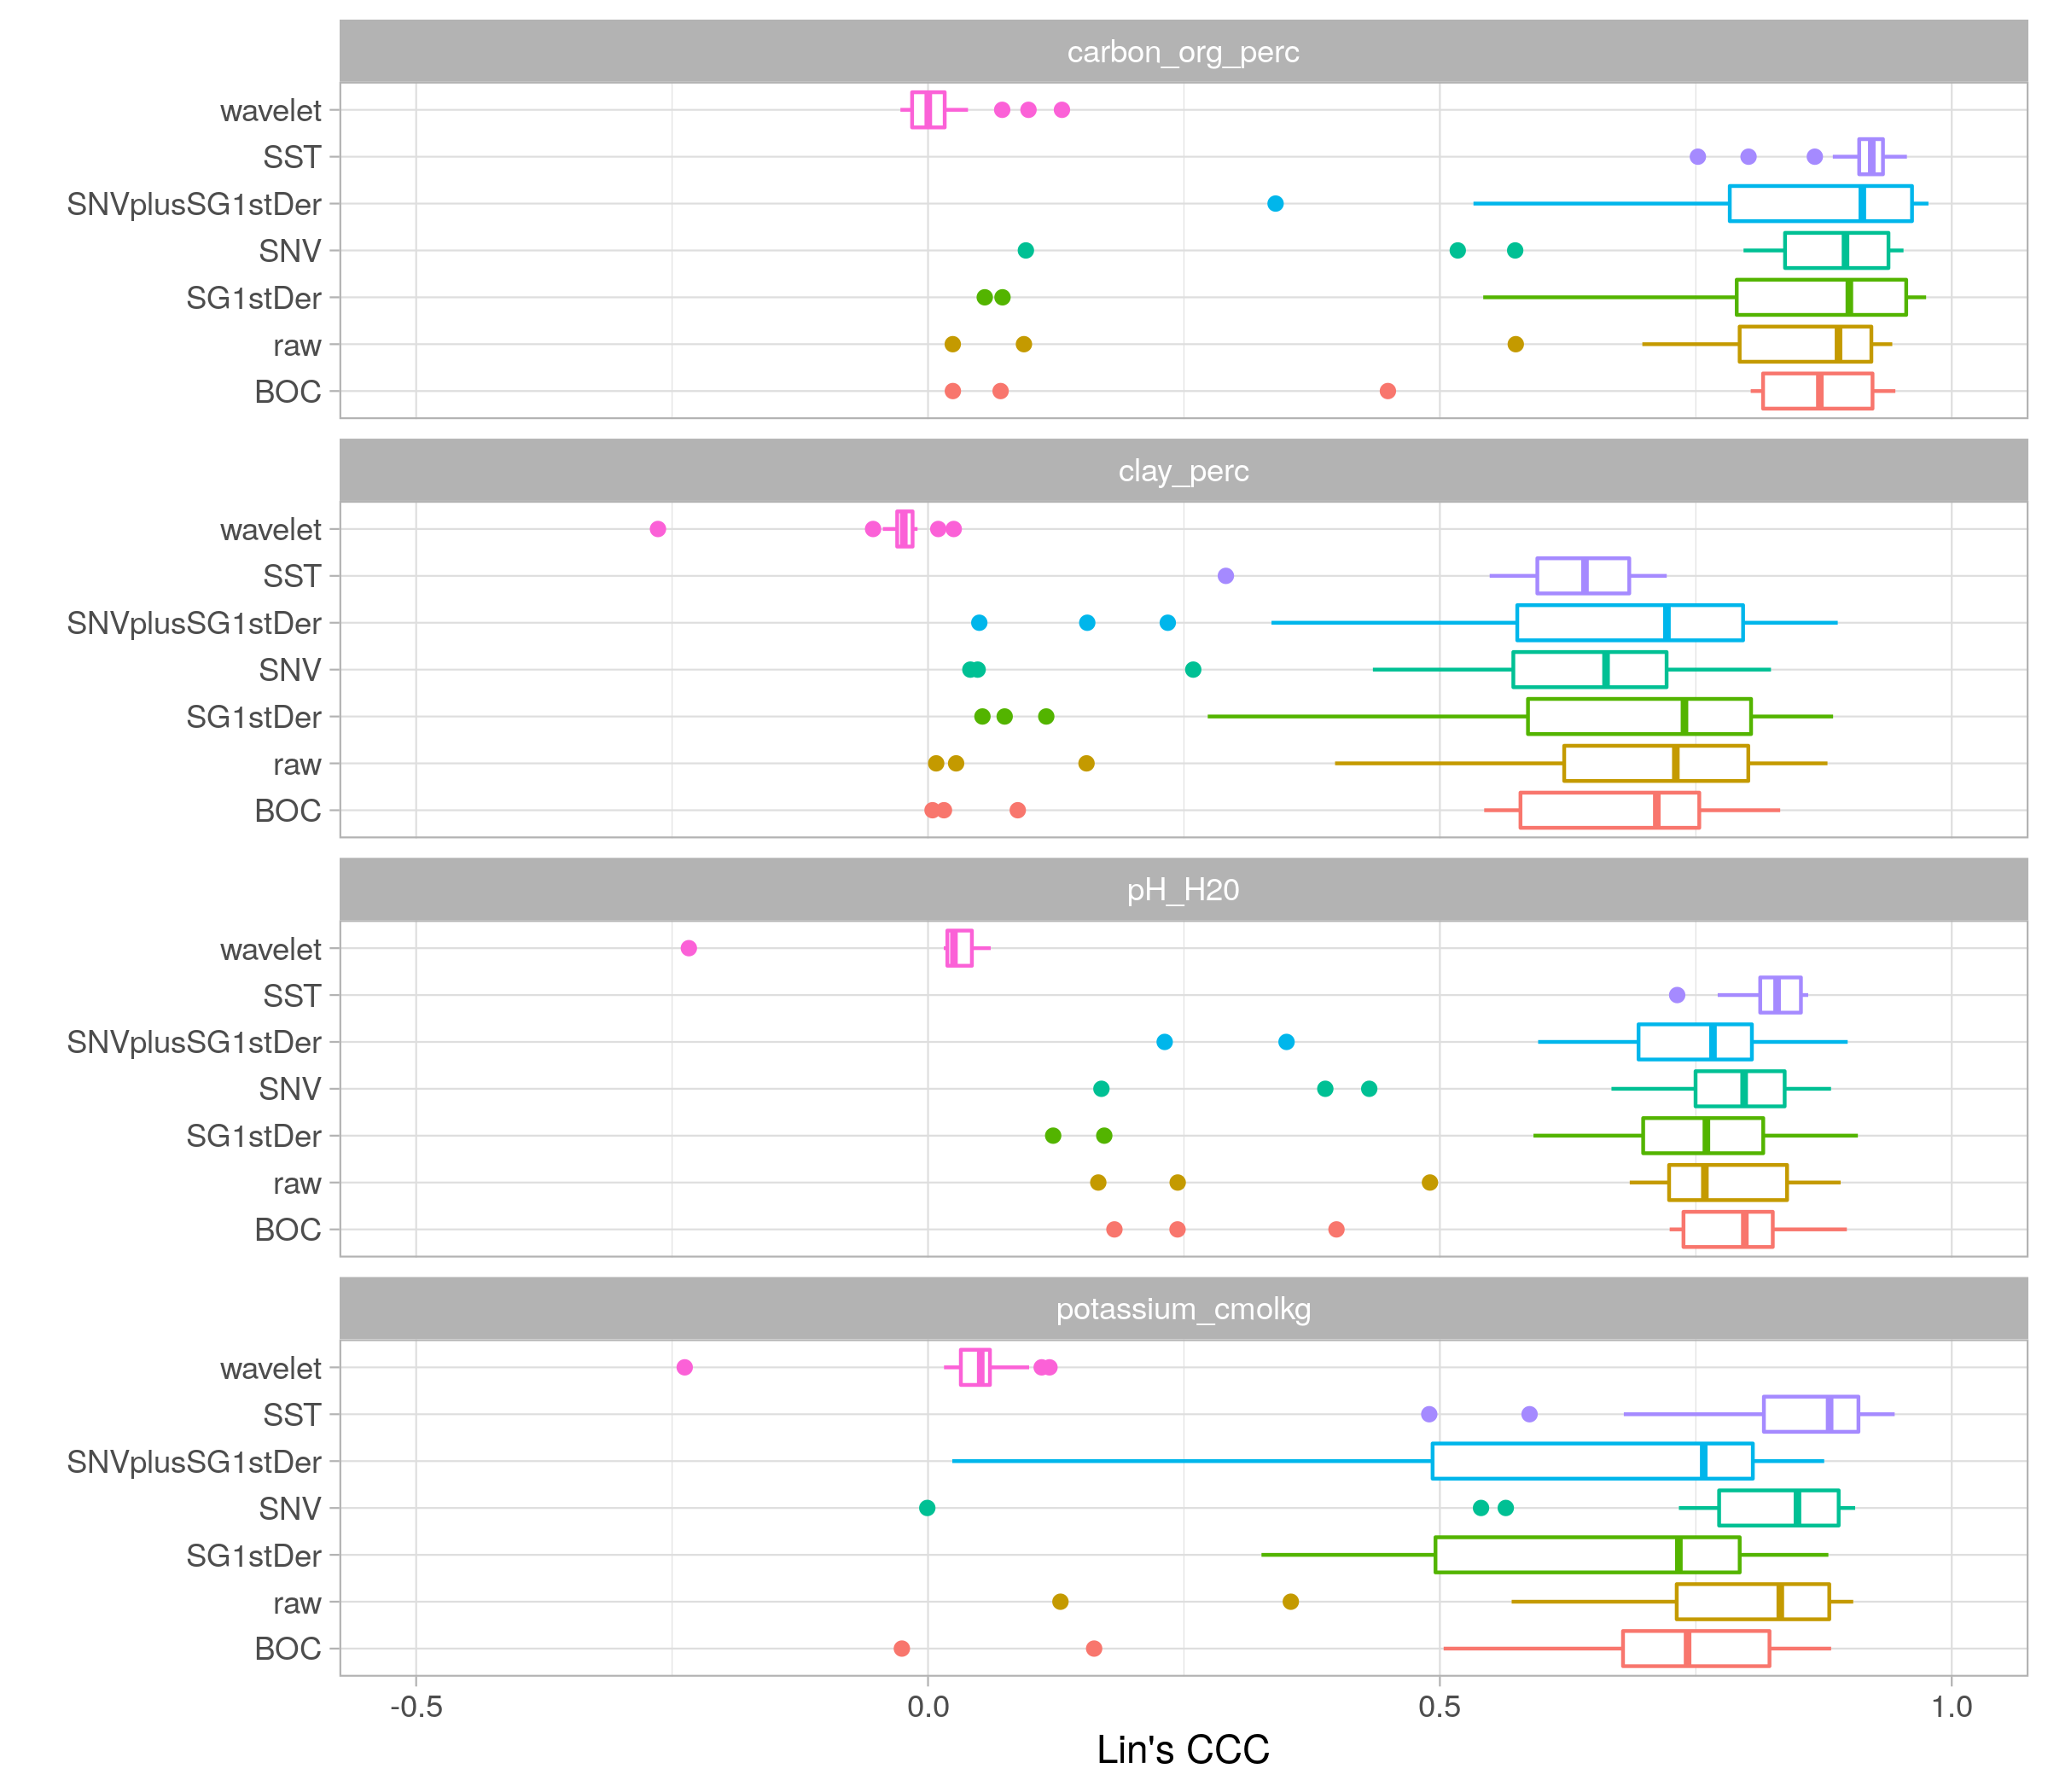 carbon_org_perc
wavelet
SST
SNVplusSG1stDer
SNV
SG1stDer
raw
BOC
clay_perc
wavelet
SST
SNVplusSG1stDer
SNV
SG1stDer
raw
BOC
pH_H20
wavelet
SST
SNVplusSG1stDer
SNV
SG1stDer
raw
BOC
potassium_cmolkg
wavelet
SST
SNVplusSG1stDer
SNV
SG1stDer
raw
BOC
-0.5 0.0 0.5 1.0
Lin's CCC